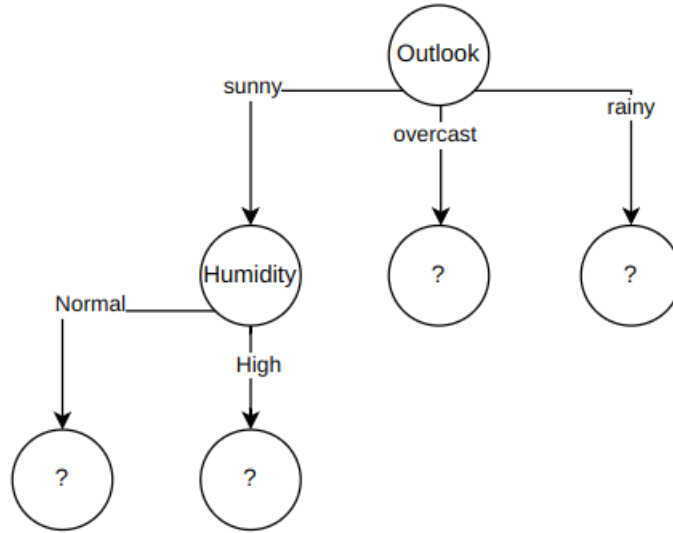 Outlook
sunny
overcast
rainy
Humidity
?
?
Normal
High
?
?